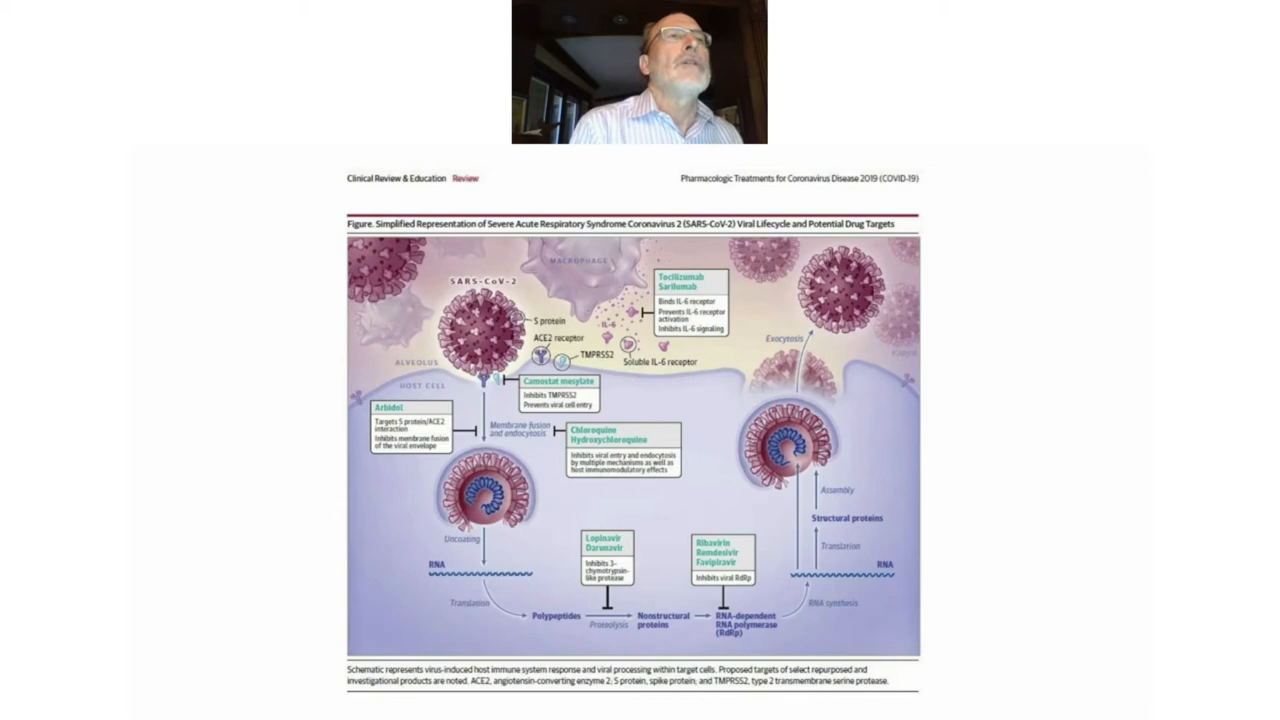 Clinical Review & Education Review
Pharmacologic Treatments for Coronavirus Disease 2019 (COVID-19)
Figure. Simplified Representation of Severe Acute Respiratory Syndrome Coronavirus 2 (SARS-CoV-2) Viral Lifecycle and Potential Drug Targets
MACROPHAGE
SARS-CoV-2
Tocilizumab
Sarilumab
Binds IL-6 receptor
Prevents IL-6 receptor
activation
Inhibits IL-6 signaling
S protein
IL-6
ACE2 receptor
TMPRSS2
Soluble IL-6 receptor
Exocytosis
ALVEOLUS
HOST CELL
Camostat mesylate
Inhibits TMPRSS2
Prevents viral cell entry
Arbidol
Targets S protein/ACE2
interaction
Inhibits membrane fusion
of the viral envelope
Membrane fusion
and endocytosis
Chloroquine
Hydroxychloroquine
Inhibits viral entry and endocytosis
by multiple mechanisms as well as
host immunomodulatory effects
Assembly
Structural proteins
Translation
RNA
Uncoating
RNA
Lopinavir
Darunavir
Inhibits 3-
chymotrypsin-
like protease
Ribavirin
Remdesivir
Favipiravir
Inhibits viral RdRp
Translation
Polypeptides
Proteolysis
Nonstructural
proteins
RNA-dependent
RNA polymerase
(RdRp)
RNA synthesis
Schematic represents virus-induced host immune system response and viral processing within target cells. Proposed targets of select repurposed and
investigational products are noted. ACE2, angiotensin-converting enzyme 2; S protein, spike protein; and TMPRSS2, type 2 transmembrane serine protease.